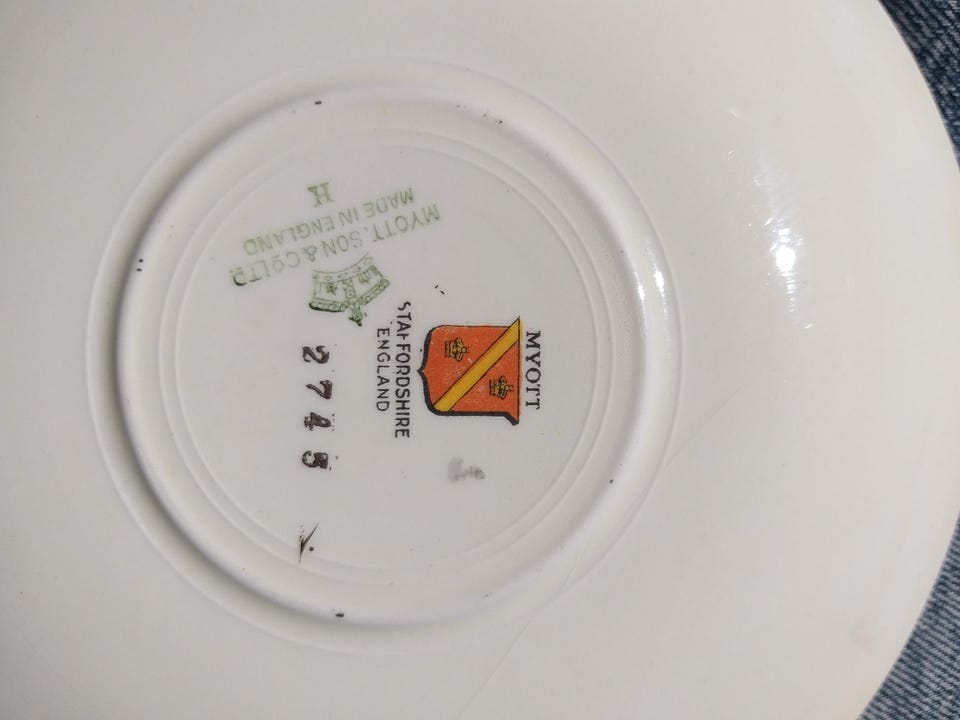 MYOTT
STAFFORDSHIRE
ENGLAND
2745
MYOTT. SON & CO LTD.
MADE IN ENGLAND
H